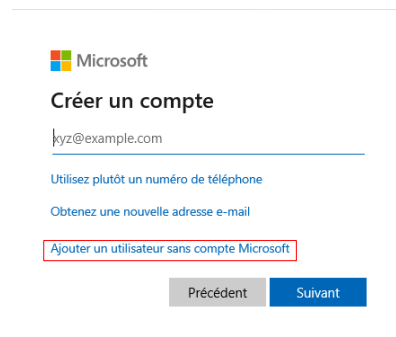 Microsoft
Créer un compte
xyz@example.com
Utilisez plutôt un numéro de téléphone
Obtenez une nouvelle adresse e-mail
Ajouter un utilisateur sans compte Microsoft
Précédent
Suivant